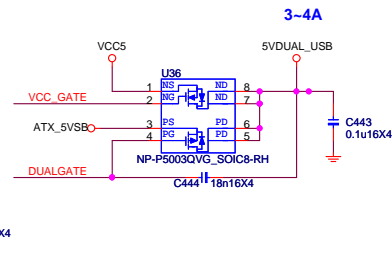 3~4A
VCC5
5VDUAL_USB
U36
1 NS ND 8
VCC_GATE 2 NG ND 7
ATX_5VSB 3 PS PD 6
4 PG PD 5
C443
0.1u16X4
NP-P5003QVG_SOIC8-RH
DUALGATE
C444 18n16X4
X4